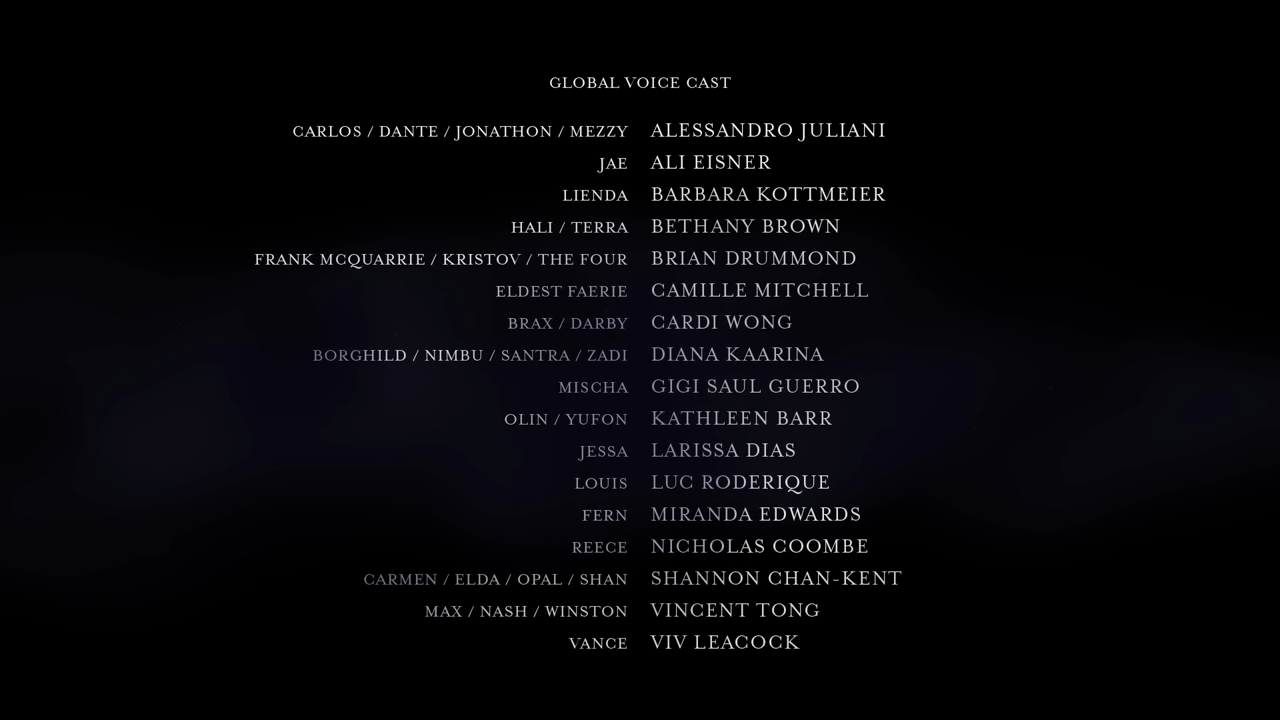 GLOBAL VOICE CAST
CARLOS / DANTE / JONATHON / MEZZY ALESSANDRO JULIANI
JAE ALI EISNER
LIENDA BARBARA KOTTMEIER
HALI / TERRA BETHANY BROWN
FRANK MCQUARRIE / KRISTOV / THE FOUR BRIAN DRUMMOND
ELDEST FAERIE CAMILLE MITCHELL
BRAX / DARBY CARDI WONG
BORGHILD / NIMBU / SANTRA / ZADI DIANA KAARINA
MISCHA GIGI SAUL GUERRO
OLIN / YUFON KATHLEEN BARR
JESSA LARISSA DIAS
LOUIS LUC RODERIQUE
FERN MIRANDA EDWARDS
REECE NICHOLAS COOMBE
CARMEN / ELDA / OPAL / SHAN SHANNON CHAN-KENT
MAX / NASH / WINSTON VINCENT TONG
VANCE VIV LEACOCK